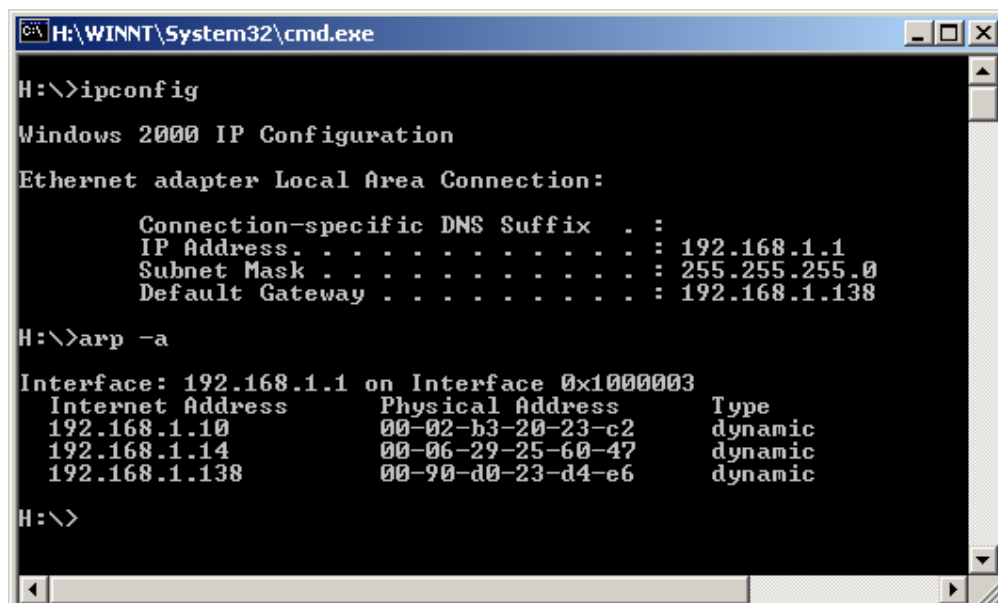 H:\WINNT\System32\cmd.exe
H:\>ipconfig
Windows 2000 IP Configuration
Ethernet adapter Local Area Connection:
Connection-specific DNS Suffix . :
IP Address. . . . . . . . . . . . : 192.168.1.1
Subnet Mask . . . . . . . . . . . : 255.255.255.0
Default Gateway . . . . . . . . . : 192.168.1.138
H:\>arp -a
Interface: 192.168.1.1 on Interface 0x1000003
Internet Address Physical Address Type
192.168.1.10 00-02-b3-20-23-c2 dynamic
192.168.1.14 00-06-29-25-60-47 dynamic
192.168.1.138 00-90-d0-23-d4-e6 dynamic
H:\>